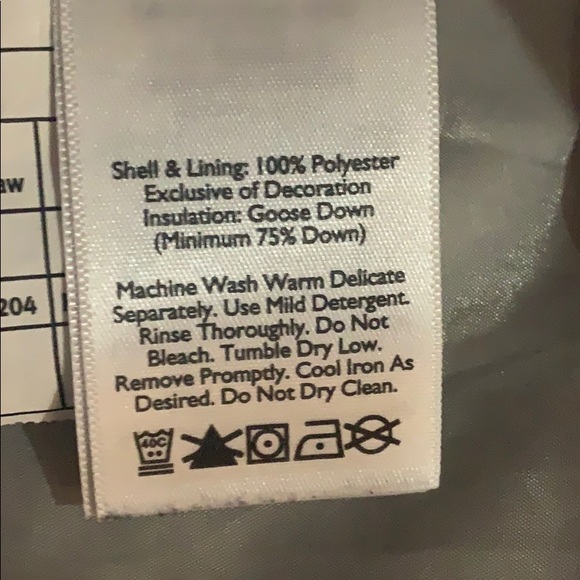 Shell & Lining: 100% Polyester
Exclusive of Decoration
Insulation: Goose Down
(Minimum 75% Down)
Machine Wash Warm Delicate
Separately. Use Mild Detergent.
Rinse Thoroughly. Do Not
Bleach. Tumble Dry Low.
Remove Promptly. Cool Iron As
Desired. Do Not Dry Clean.
40C
aw
204